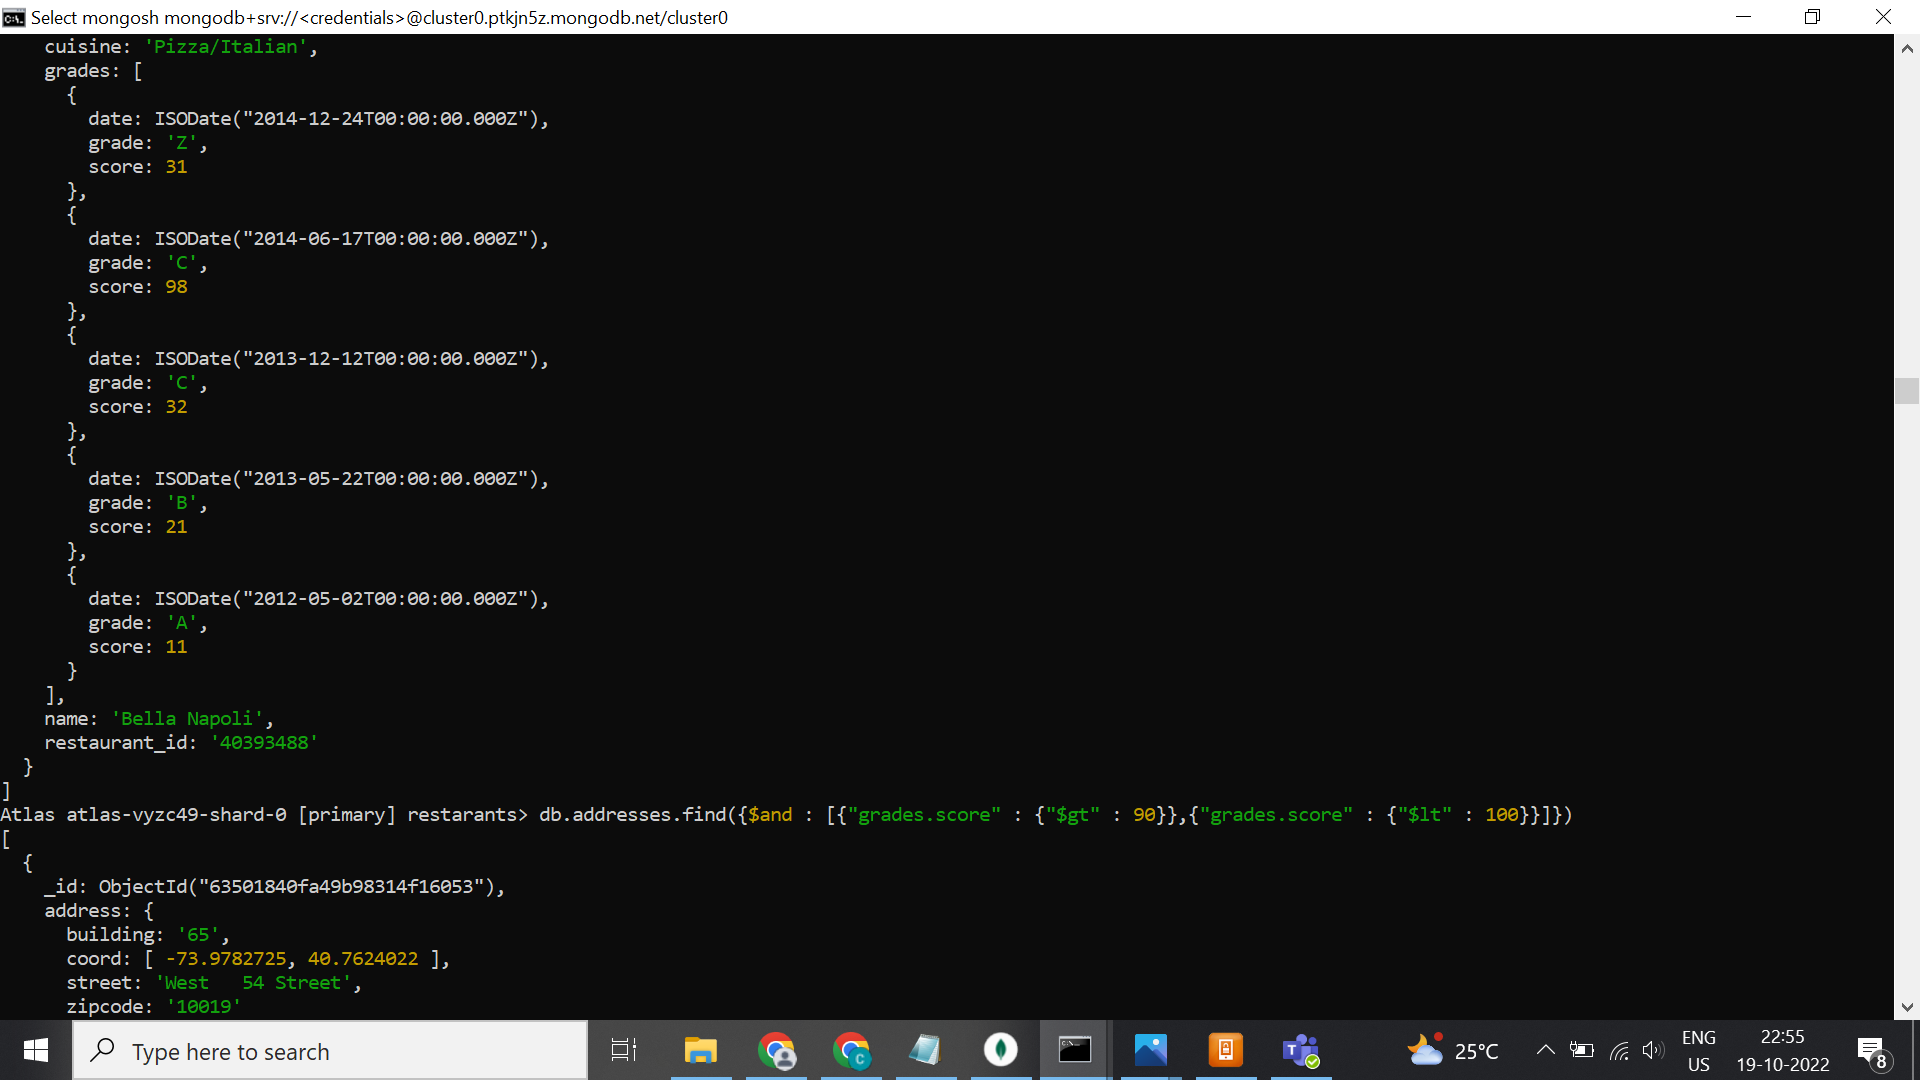 Select mongosh mongodb+srv://<credentials>@cluster0.ptkjn5z.mongodb.net/cluster0
cuisine: 'Pizza/Italian',
grades: [
{
date: ISODate("2014-12-24T00:00:00.000Z"),
grade: 'Z',
score: 31
},
{
date: ISODate("2014-06-17T00:00:00.000Z"),
grade: 'C',
score: 98
},
{
date: ISODate("2013-12-12T00:00:00.000Z"),
grade: 'C',
score: 32
},
{
date: ISODate("2013-05-22T00:00:00.000Z"),
grade: 'B',
score: 21
},
{
date: ISODate("2012-05-02T00:00:00.000Z"),
grade: 'A',
score: 11
}
],
name: 'Bella Napoli',
restaurant_id: '40393488'
}
]
Atlas atlas-vyzc49-shard-0 [primary] restarants> db.addresses.find({$and : [{"grades.score" : {"$gt" : 90}},{"grades.score" : {"$lt" : 100}}]})
[
{
_id: ObjectId("63501840fa49b98314f16053"),
address: {
building: '65',
coord: [ -73.9782725, 40.7624022 ],
street: 'West   54 Street',
zipcode: '10019'
Type here to search
25°C
ENG
US
22:55
19-10-2022
8